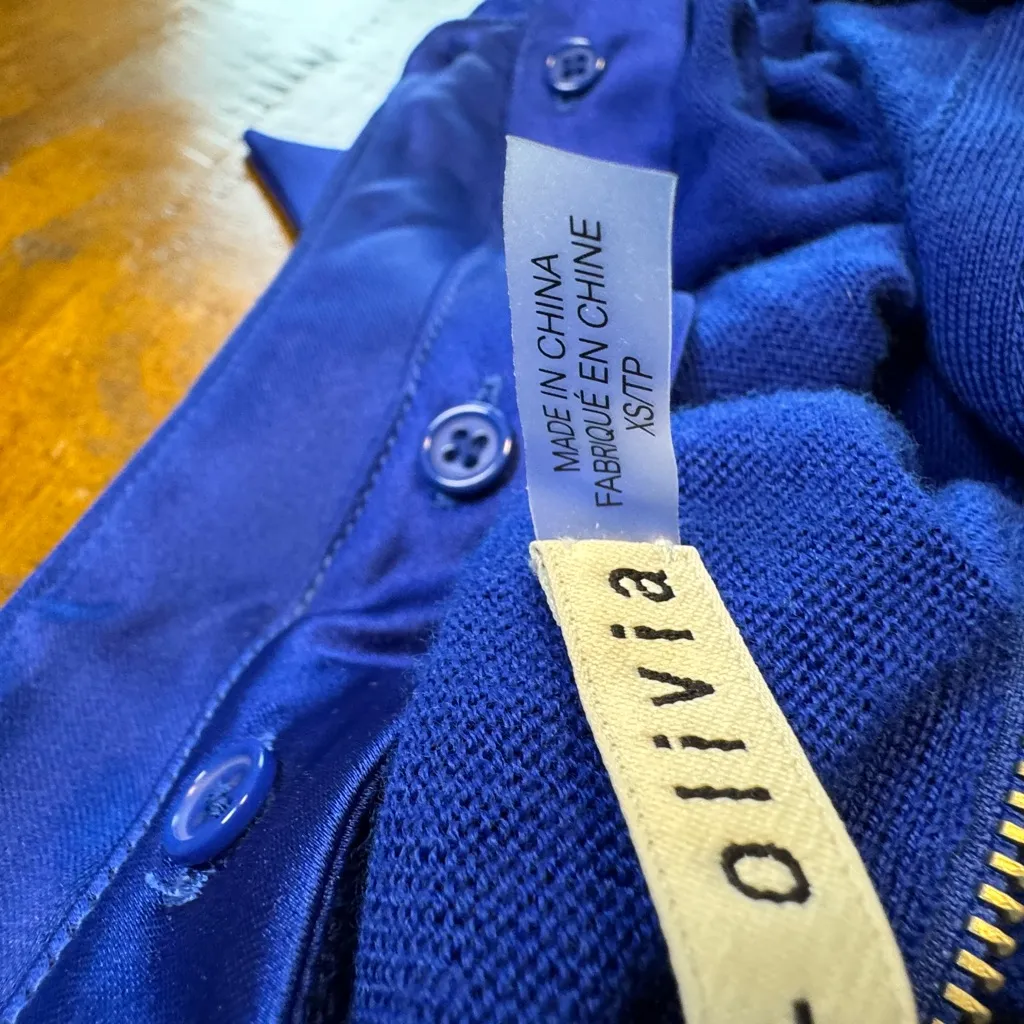 MADE IN CHINA
FABRIQUÉ EN CHINE
XS/TP
olivia